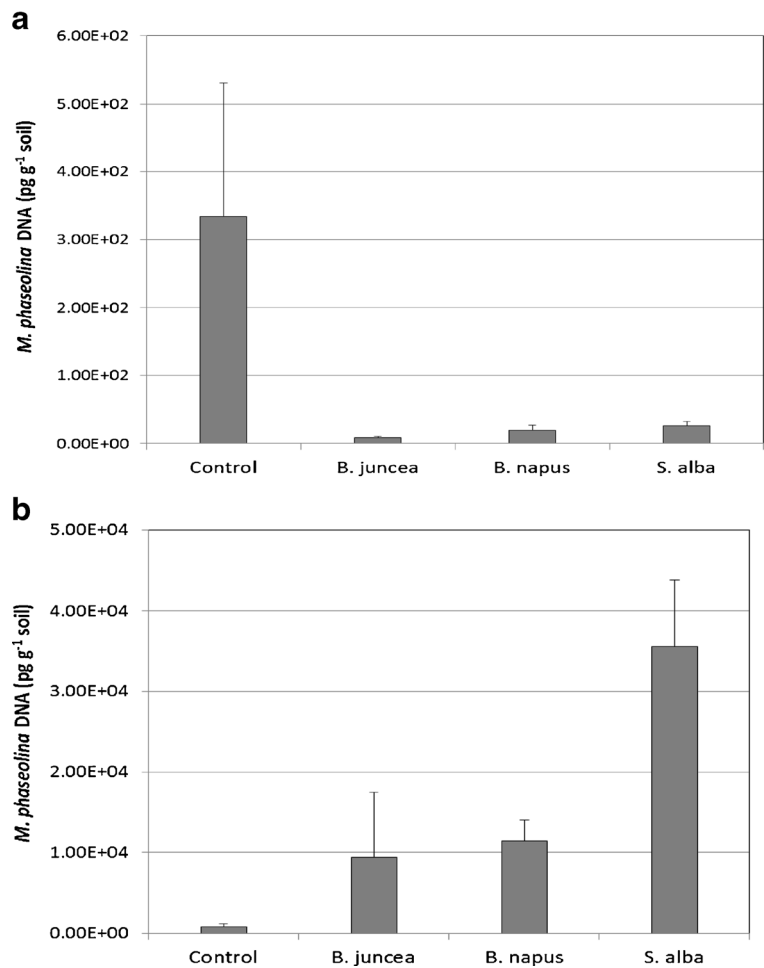 a
6.00E+02
5.00E+02
4.00E+02
3.00E+02
2.00E+02
1.00E+02
0.00E+00
M. phaseolina DNA (pg g⁻¹ soil)
Control B. juncea B. napus S. alba
b
5.00E+04
4.00E+04
3.00E+04
2.00E+04
1.00E+04
0.00E+00
M. phaseolina DNA (pg g⁻¹ soil)
Control B. juncea B. napus S. alba